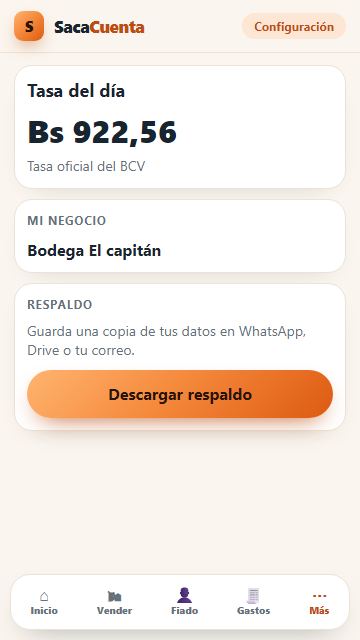 S SacaCuenta Configuración
Tasa del día
Bs 922,56
Tasa oficial del BCV
MI NEGOCIO
Bodega El capitán
RESPALDO
Guarda una copia de tus datos en WhatsApp,
Drive o tu correo.
Descargar respaldo
Inicio Vender Fiado Gastos Más